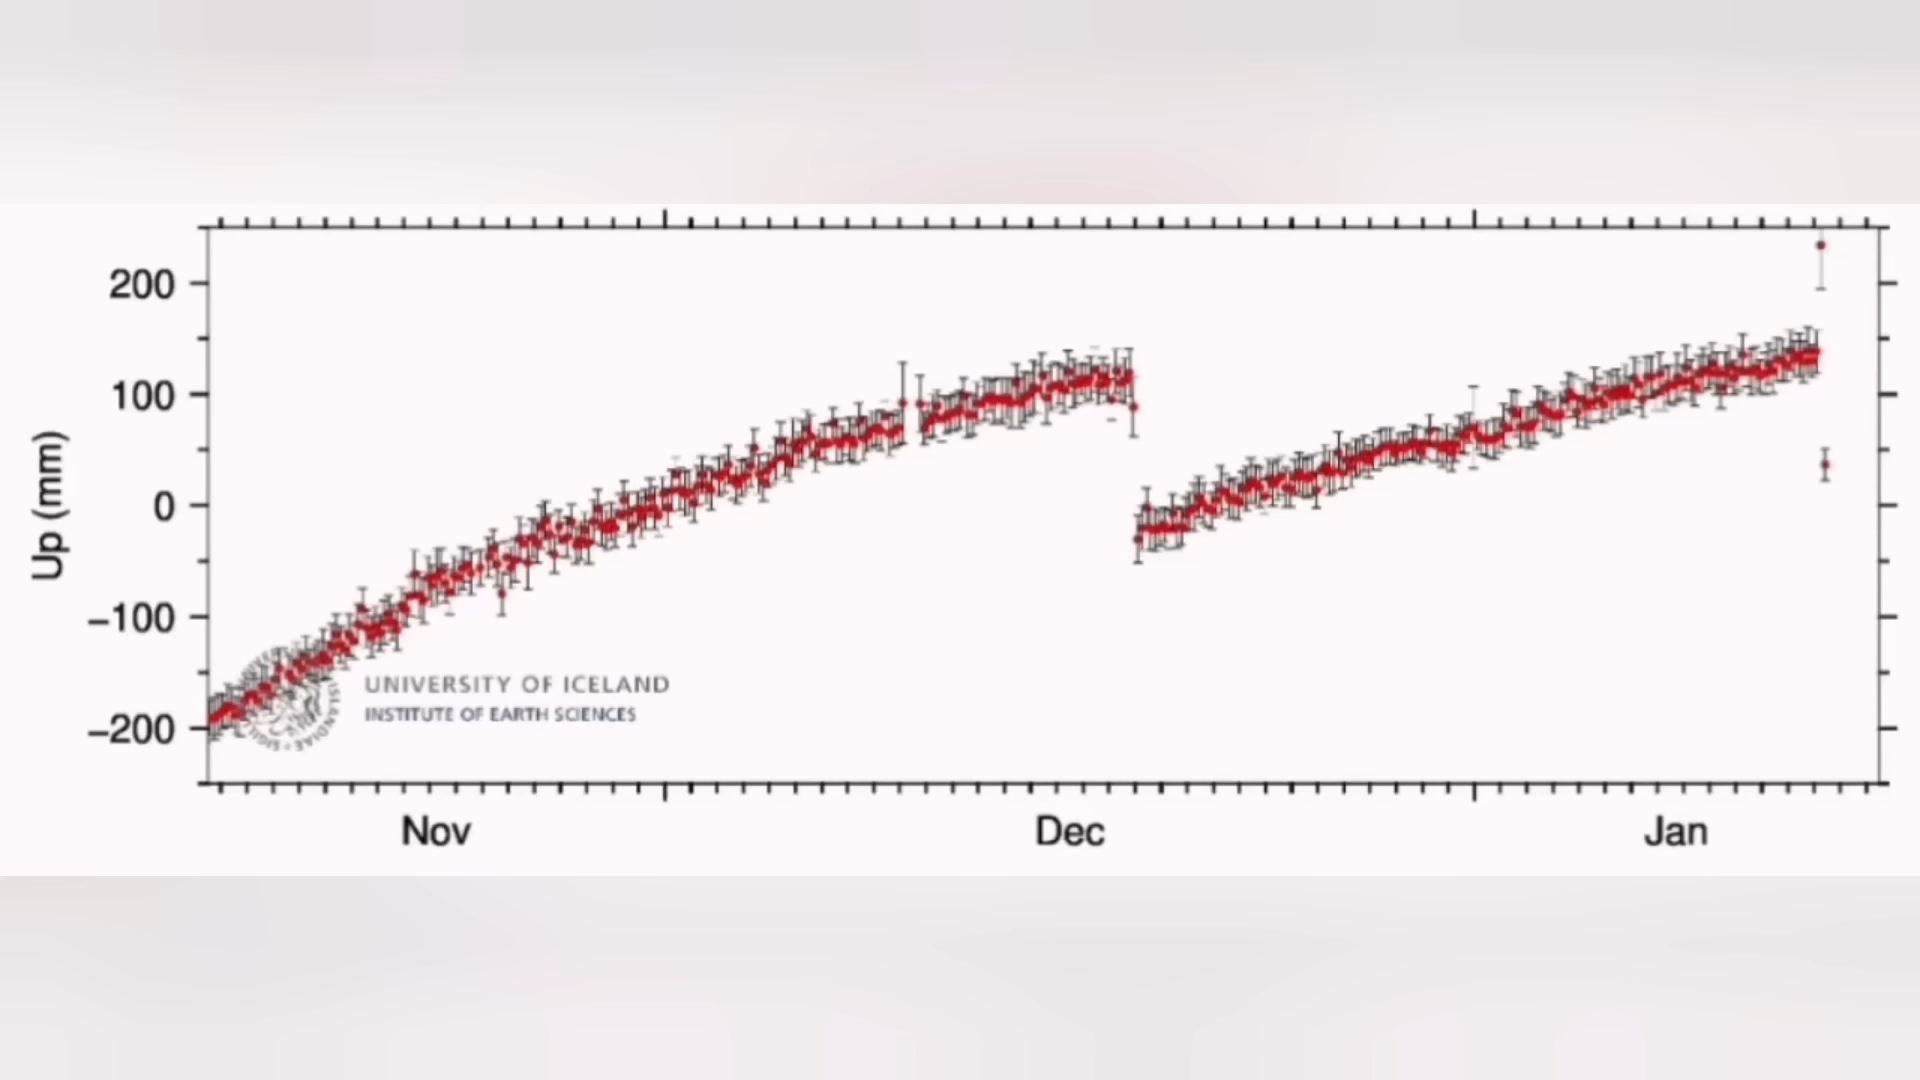 200
100
0
−100
−200
Up (mm)
UNIVERSITY OF ICELAND
INSTITUTE OF EARTH SCIENCES
Nov
Dec
Jan